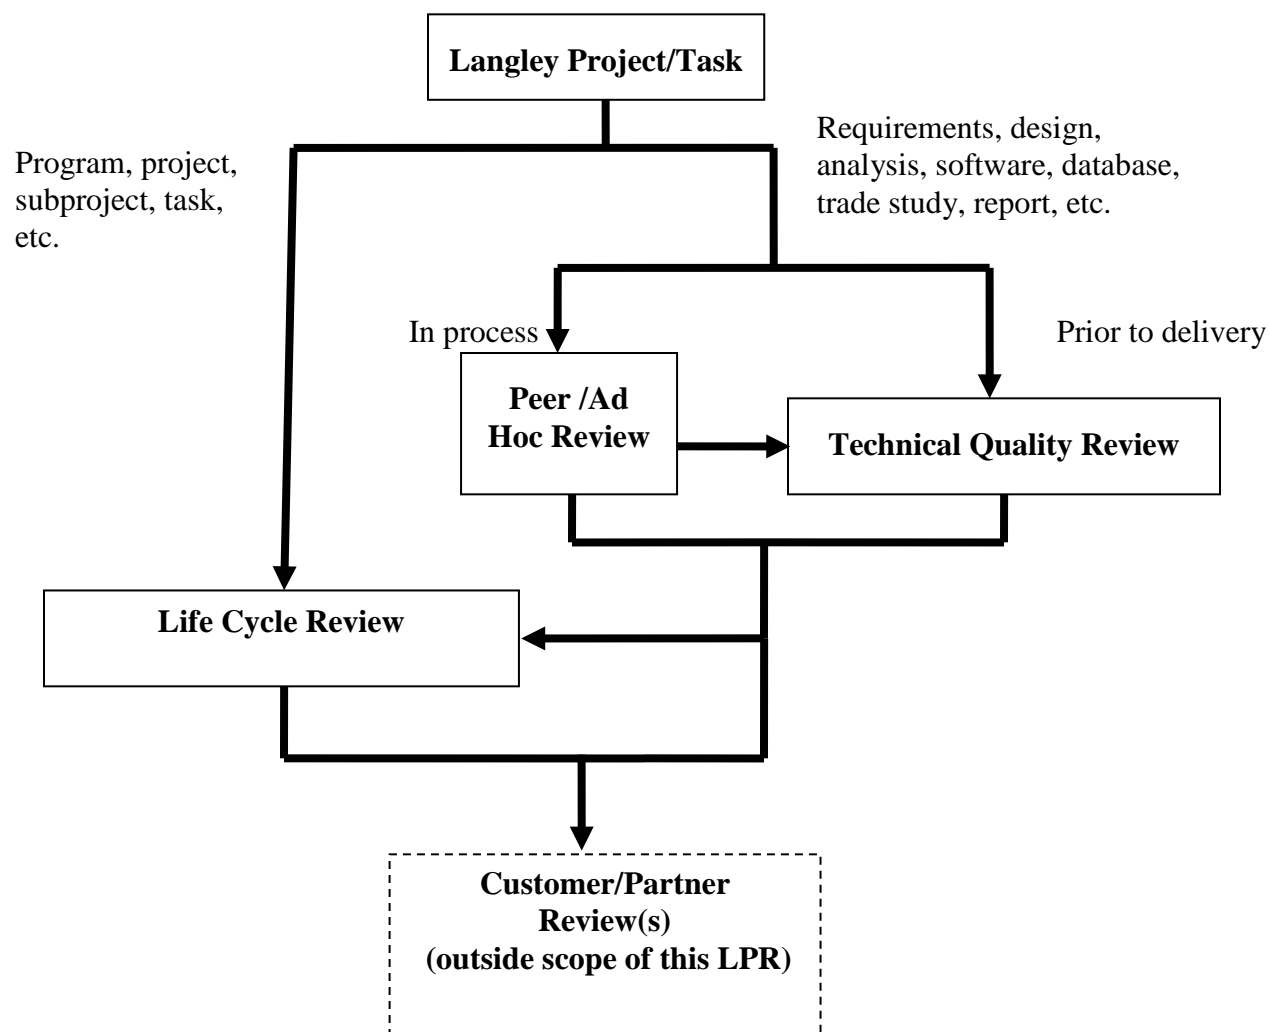 Langley Project/Task
Program, project,
subproject, task,
etc.
Requirements, design,
analysis, software, database,
trade study, report, etc.
In process
Prior to delivery
Peer /Ad
Hoc Review
Technical Quality Review
Life Cycle Review
Customer/Partner
Review(s)
(outside scope of this LPR)